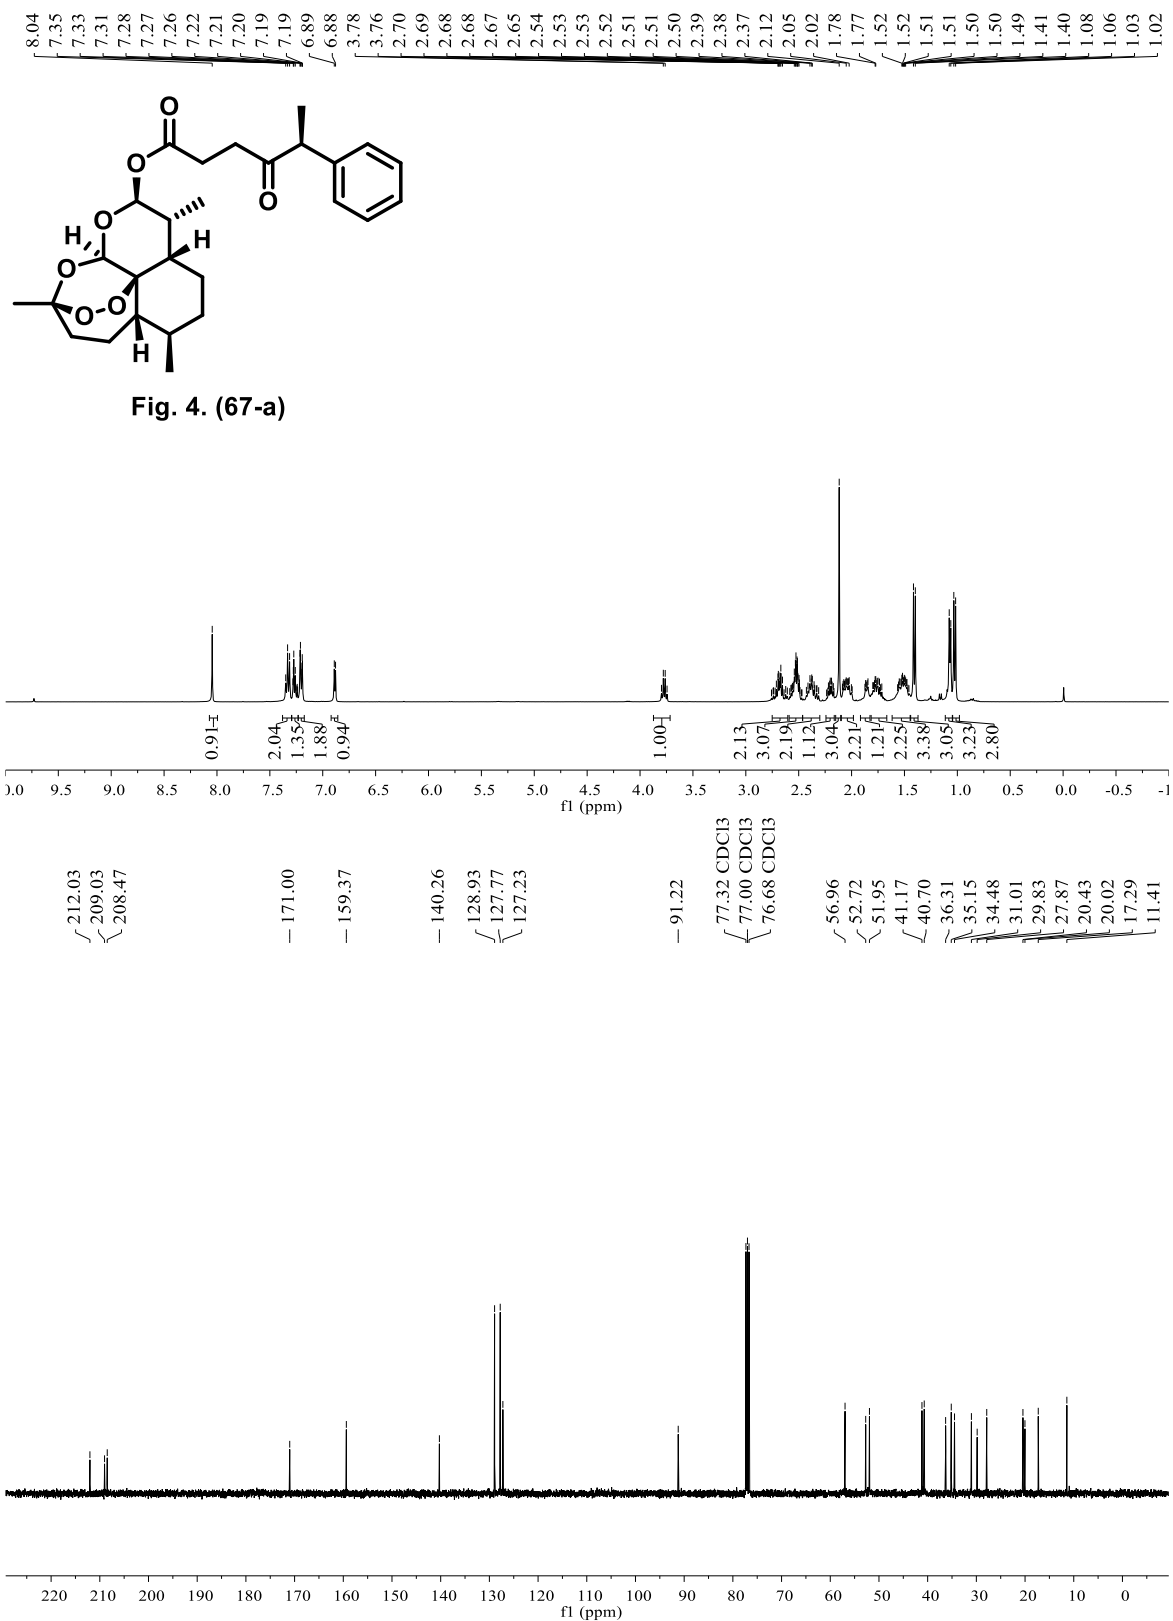 8.04 7.35 7.33 7.31 7.28 7.27 7.26 7.22 7.21 7.20 7.19 7.19 6.89 6.88 3.78 3.76 2.70 2.69 2.68 2.68 2.67 2.65 2.54 2.53 2.53 2.52 2.51 2.51 2.50 2.39 2.38 2.37 2.12 2.05 2.02 1.78 1.77 1.52 1.52 1.51 1.51 1.50 1.50 1.49 1.41 1.40 1.08 1.06 1.03 1.02
O
O
O
O
H
H
O
O
O
H
Fig. 4. (67-a)
0.91 2.04 1.35 1.88 0.94 1.00 2.13 3.07 2.19 1.12 3.04 2.21 1.21 2.25 3.38 3.05 3.23 2.80
0.0 9.5 9.0 8.5 8.0 7.5 7.0 6.5 6.0 5.5 5.0 4.5 4.0 3.5 3.0 2.5 2.0 1.5 1.0 0.5 0.0 -0.5 -1
f1 (ppm)
212.03 209.03 208.47 171.00 159.37 140.26 128.93 127.77 127.23 91.22 77.32 CDCl3 77.00 CDCl3 76.68 CDCl3 56.96 52.72 51.95 41.17 40.70 36.31 35.15 34.48 31.01 29.83 27.87 20.43 20.02 17.29 11.41
220 210 200 190 180 170 160 150 140 130 120 110 100 90 80 70 60 50 40 30 20 10 0
f1 (ppm)